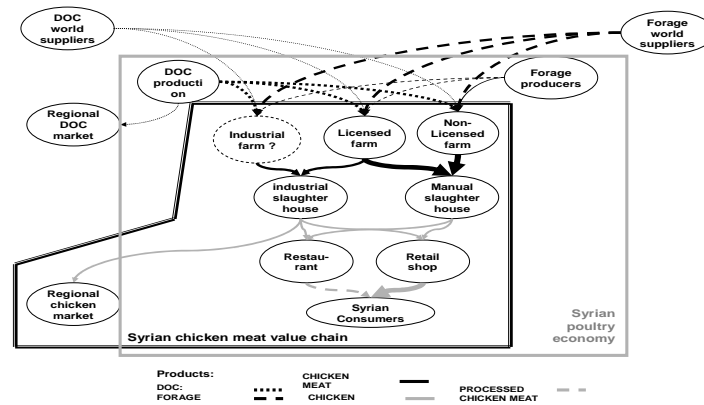 DOC
world
suppliers
Forage
world
suppliers
DOC
producti
on
Forage
producers
Regional
DOC
market
Industrial
farm ?
Licensed
farm
Non-
Licensed
farm
industrial
slaughter
house
Manual
slaughter
house
Restau-
rant
Retail
shop
Regional
chicken
market
Syrian
Consumers
Syrian
poultry
economy
Syrian chicken meat value chain
Products:
DOC:
FORAGE
CHICKEN
MEAT
CHICKEN
PROCESSED
CHICKEN MEAT